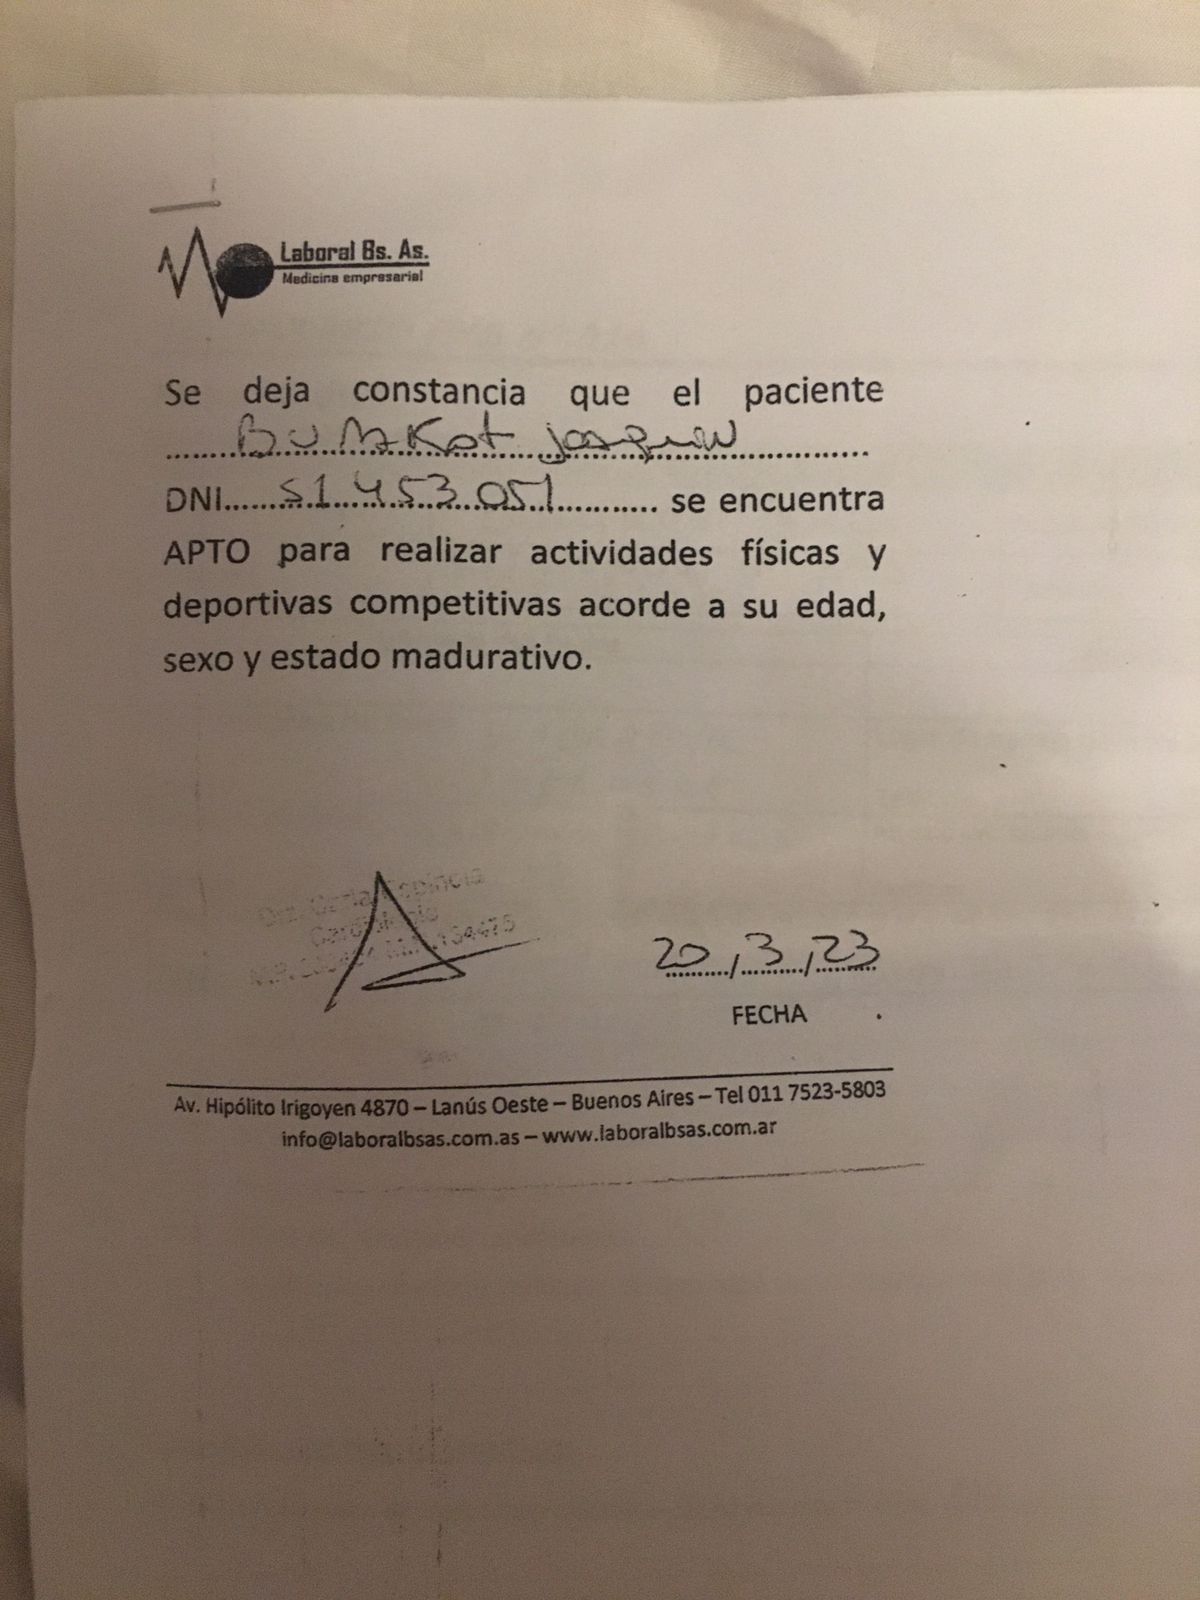 Laboral Bs. As.
Medicina empresarial
Se deja constancia que el paciente
Joaquin
DNI 51.453.051 se encuentra
APTO para realizar actividades físicas y
deportivas competitivas acorde a su edad,
sexo y estado madurativo.
20/3/23
FECHA
Av. Hipólito Irigoyen 4870 – Lanús Oeste – Buenos Aires – Tel 011 7523-5803
info@laboralbsas.com.as – www.laboralbsas.com.ar